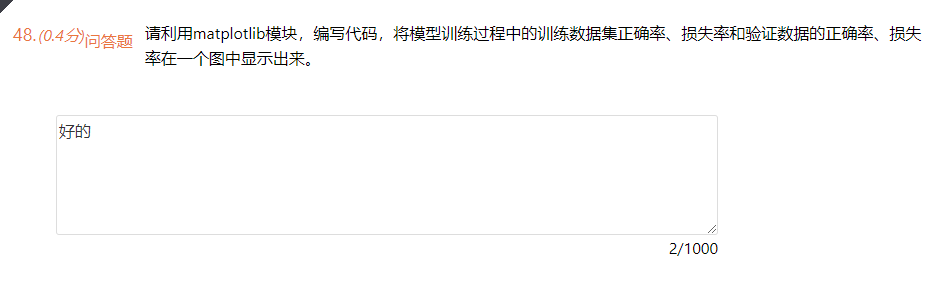 48.(0.4分)问答题 请利用matplotlib模块，编写代码，将模型训练过程中的训练数据集正确率、损失率和验证数据的正确率、损失
率在一个图中显示出来。
好的
2/1000